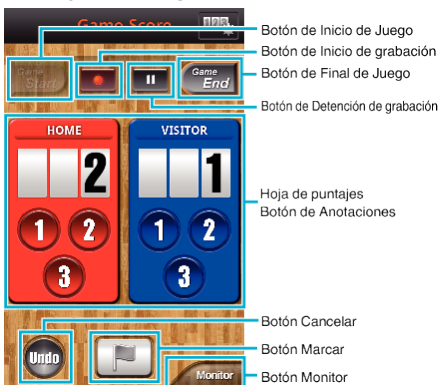 Game Score
123
Botón de Inicio de Juego
Botón de Inicio de grabación
Game
Start
Game
End
Botón de Final de Juego
Botón de Detención de grabación
HOME
VISITOR
2
1
Hoja de puntajes
Botón de Anotaciones
1
2
1
2
3
3
Botón Cancelar
Undo
Botón Marcar
Monitor
Botón Monitor